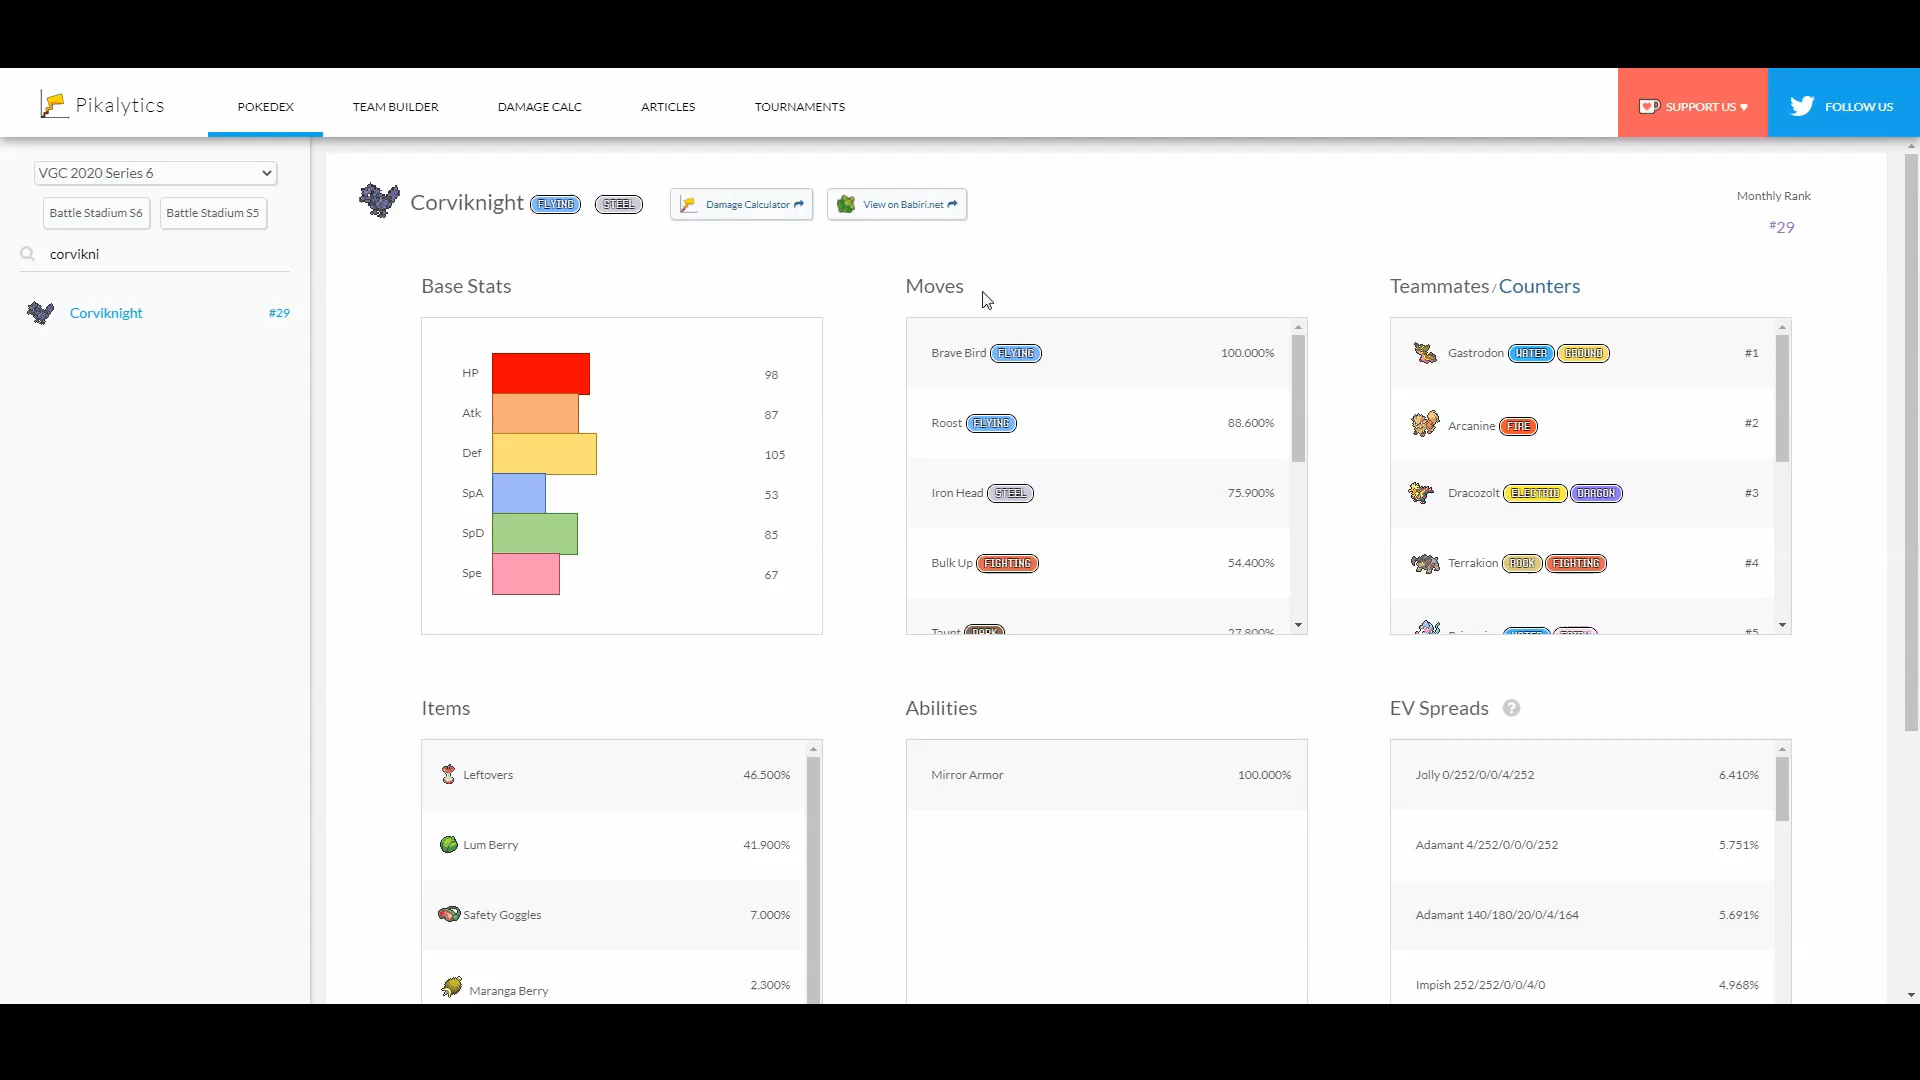 Pikalytics
POKEDEX
TEAM BUILDER
DAMAGE CALC
ARTICLES
TOURNAMENTS
SUPPORT US ♥
FOLLOW US
VGC 2020 Series 6
Battle Stadium S6
Battle Stadium S5
corvikni
Corviknight #29
Corviknight FLYING STEEL
Damage Calculator
View on Babiri.net
Monthly Rank
#29
Base Stats
HP 98
Atk 87
Def 105
SpA 53
SpD 85
Spe 67
Moves
Brave Bird FLYING 100.000%
Roost FLYING 88.600%
Iron Head STEEL 75.900%
Bulk Up FIGHTING 54.400%
Taunt DARK 27.800%
Teammates / Counters
Gastrodon WATER GROUND #1
Arcanine FIRE #2
Dracozolt ELECTRIC DRAGON #3
Terrakion ROCK FIGHTING #4
#5
Items
Leftovers 46.500%
Lum Berry 41.900%
Safety Goggles 7.000%
Maranga Berry 2.300%
Abilities
Mirror Armor 100.000%
EV Spreads ?
Jolly 0/252/0/0/4/252 6.410%
Adamant 4/252/0/0/0/252 5.751%
Adamant 140/180/20/0/4/164 5.691%
Impish 252/252/0/0/4/0 4.968%